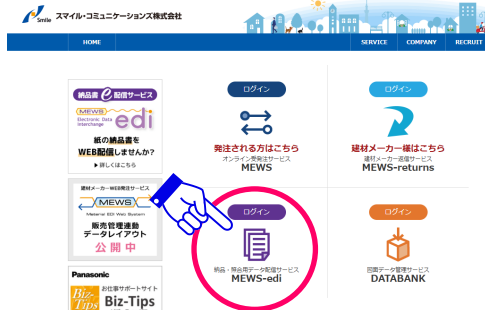 Smile スマイル・コミュニケーションズ株式会社
HOME
SERVICE
COMPANY
RECRUIT
納品書 e 配信サービス
MEWS
Electronic Data
Interchange
edi
紙の納品書を
WEB配信しませんか?
▶ 詳しくはこちら
建材メーカーWEB発注サービス
MEWS
Material EDI Web System
販売管理連動
データレイアウト
公開中
Panasonic
お仕事サポートサイト
Biz-Tips
Biz-Tips
ログイン
発注される方はこちら
オンライン受発注サービス
MEWS
ログイン
建材メーカー様はこちら
建材メーカー返信サービス
MEWS-returns
ログイン
納品・照合用データ配信サービス
MEWS-edi
ログイン
図面データ管理サービス
DATABANK